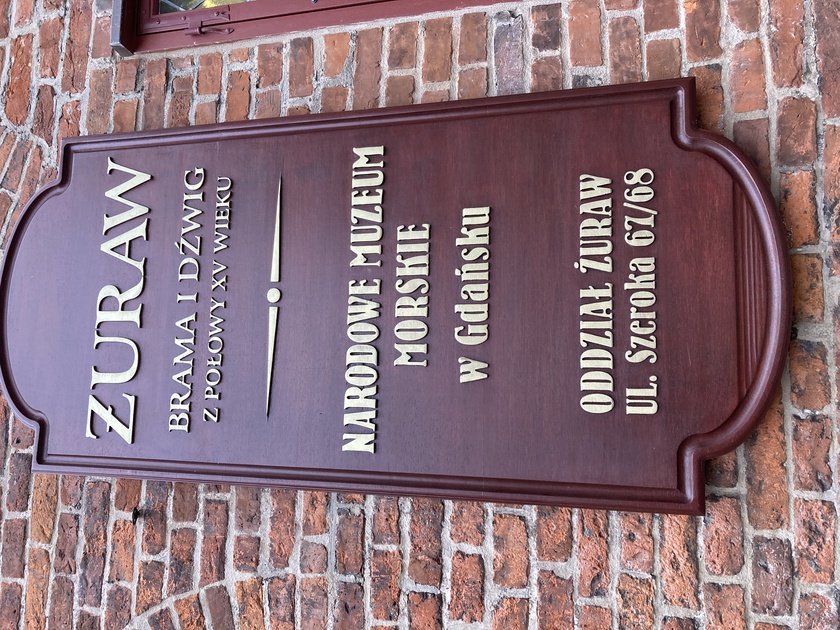 ŻURAW
BRAMA I DŹWIG
Z POŁOWY XV WIEKU
NARODOWE MUZEUM
MORSKIE
w Gdańsku
ODDZIAŁ ŻURAW
UL. Szeroka 67/68